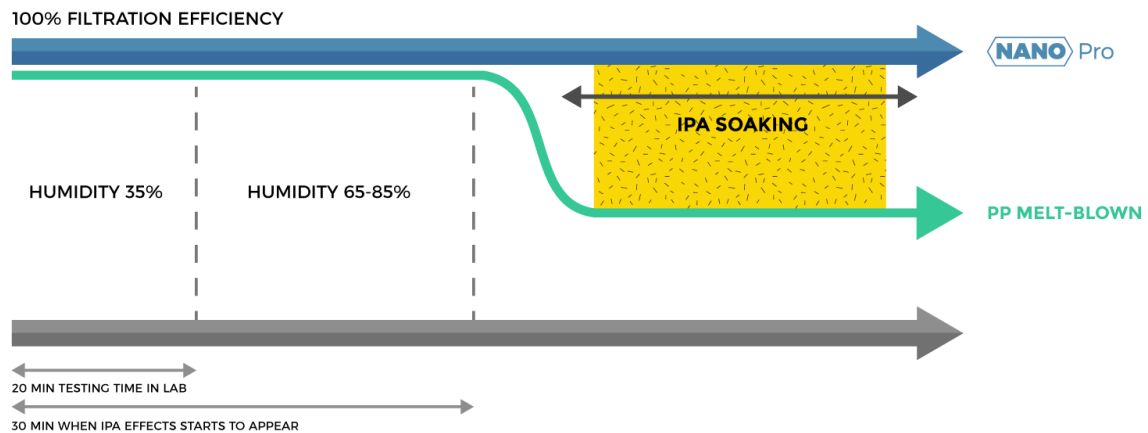 100% FILTRATION EFFICIENCY
NANO Pro
IPA SOAKING
HUMIDITY 35%
HUMIDITY 65-85%
PP MELT-BLOWN
20 MIN TESTING TIME IN LAB
30 MIN WHEN IPA EFFECTS STARTS TO APPEAR